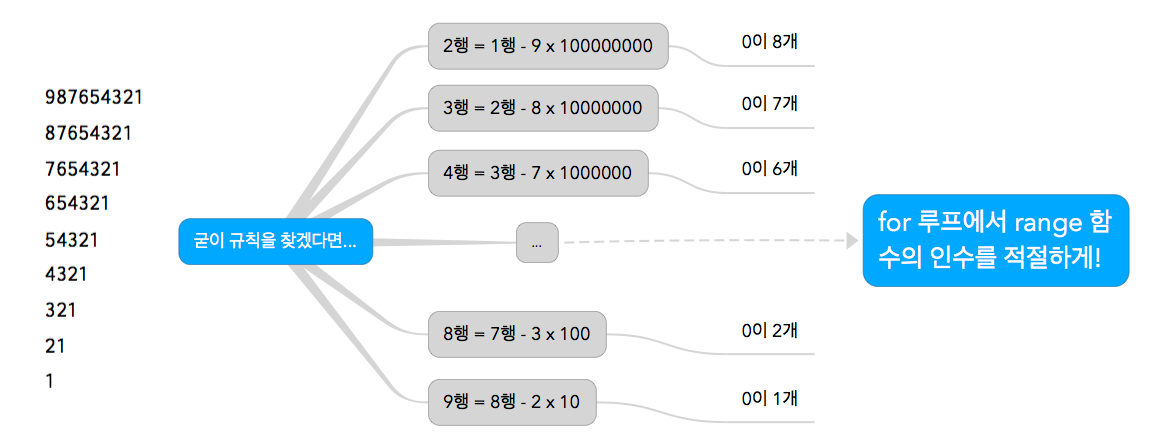 987654321
87654321
7654321
654321
54321
4321
321
21
1
굳이 규칙을 찾겠다면...
2행 = 1행 - 9 x 100000000
0이 8개
3행 = 2행 - 8 x 10000000
0이 7개
4행 = 3행 - 7 x 1000000
0이 6개
...
8행 = 7행 - 3 x 100
0이 2개
9행 = 8행 - 2 x 10
0이 1개
for 루프에서 range 함
수의 인수를 적절하게!